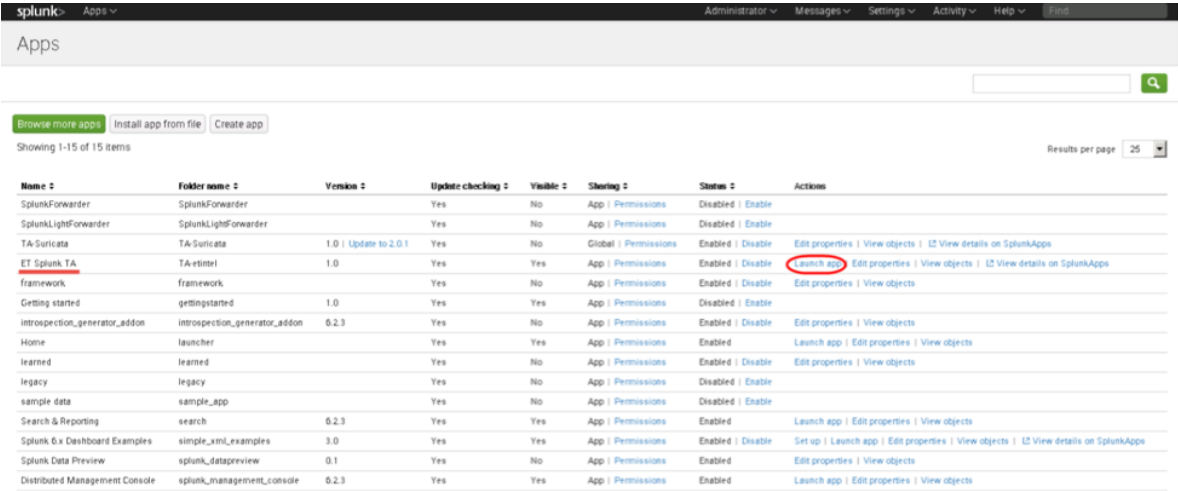 splunk> Apps Administrator Messages Settings Activity Help Find
Apps
Browse more apps Install app from file Create app
Showing 1-15 of 15 items
Results per page 25
Name Folder name Version Update checking Visible Sharing Status Actions
SplunkForwarder SplunkForwarder Yes No App | Permissions Disabled | Enable
SplunkLightForwarder SplunkLightForwarder Yes No App | Permissions Disabled | Enable
TA-Suricata TA-Suricata 1.0 | Update to 2.0.1 Yes No Global | Permissions Enabled | Disable Edit properties | View objects | View details on SplunkApps
ET Splunk TA TA-etintel 1.0 Yes Yes App | Permissions Enabled | Disable Launch app | Edit properties | View objects | View details on SplunkApps
framework framework Yes No App | Permissions Enabled | Disable Edit properties | View objects
Getting started gettingstarted 1.0 Yes Yes App | Permissions Disabled | Enable
introspection_generator_addon introspection_generator_addon 6.2.3 Yes No App | Permissions Enabled | Disable Edit properties | View objects
Home launcher Yes Yes App | Permissions Enabled Launch app | Edit properties | View objects
learned learned Yes No App | Permissions Enabled | Disable Edit properties | View objects
legacy legacy Yes No App | Permissions Disabled | Enable
sample data sample_app Yes No App | Permissions Disabled | Enable
Search & Reporting search 6.2.3 Yes Yes App | Permissions Enabled Launch app | Edit properties | View objects
Splunk 6.x Dashboard Examples simple_xml_examples 3.0 Yes Yes App | Permissions Enabled | Disable Set up | Launch app | Edit properties | View objects | View details on SplunkApps
Splunk Data Preview splunk_datapreview 0.1 Yes No App | Permissions Enabled Edit properties | View objects
Distributed Management Console splunk_management_console 6.2.3 Yes Yes App | Permissions Enabled Launch app | Edit properties | View objects